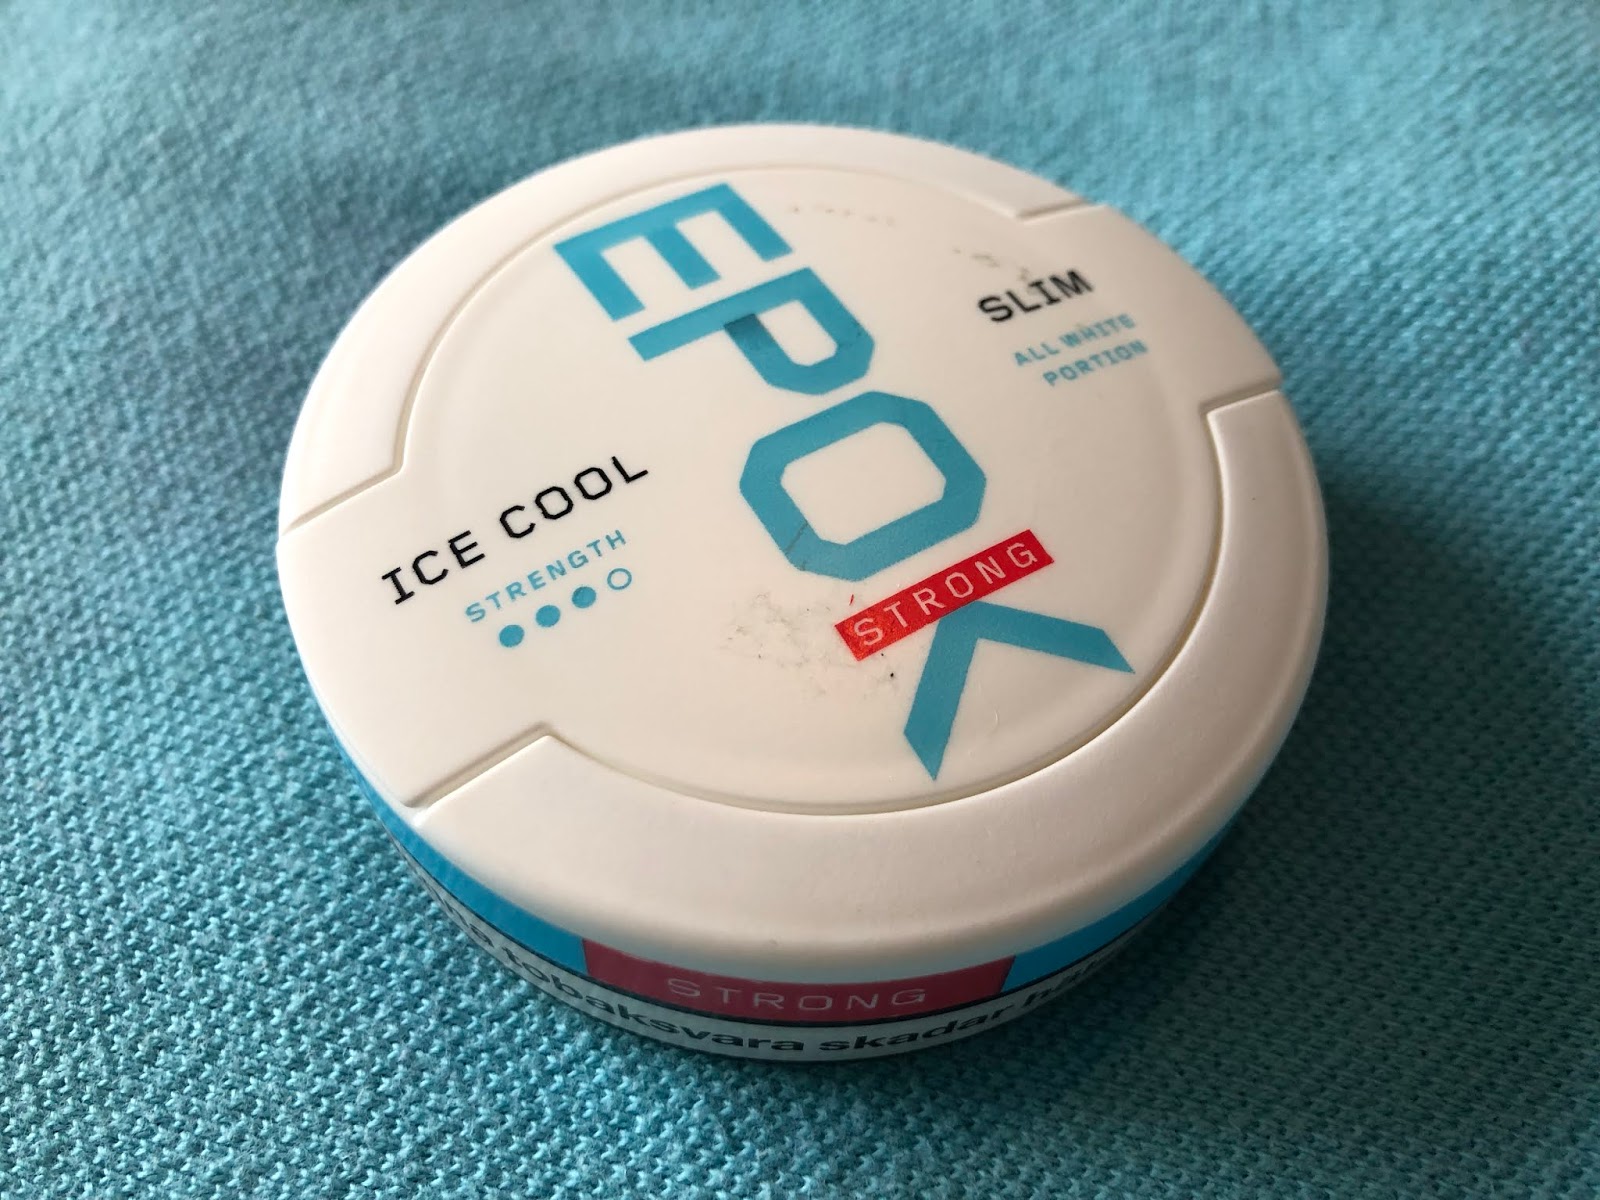 EPOK
STRONG
SLIM
ALL WHITE
PORTION
ICE COOL
STRENGTH
STRONG
tobaksvara skadar